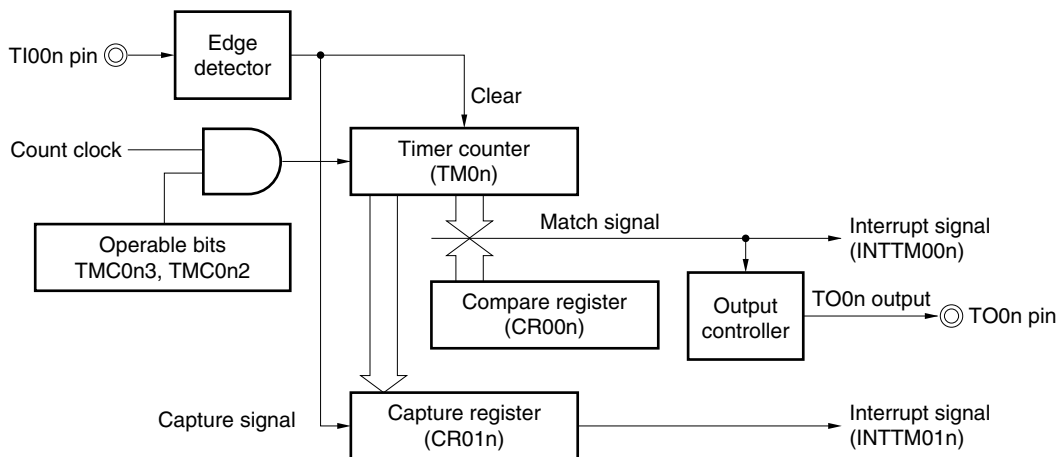 TI00n pin
Edge
detector
Clear
Count clock
Timer counter
(TM0n)
Operable bits
TMC0n3, TMC0n2
Match signal
Interrupt signal
(INTTM00n)
Compare register
(CR00n)
Output
controller
TO0n output
TO0n pin
Capture signal
Capture register
(CR01n)
Interrupt signal
(INTTM01n)